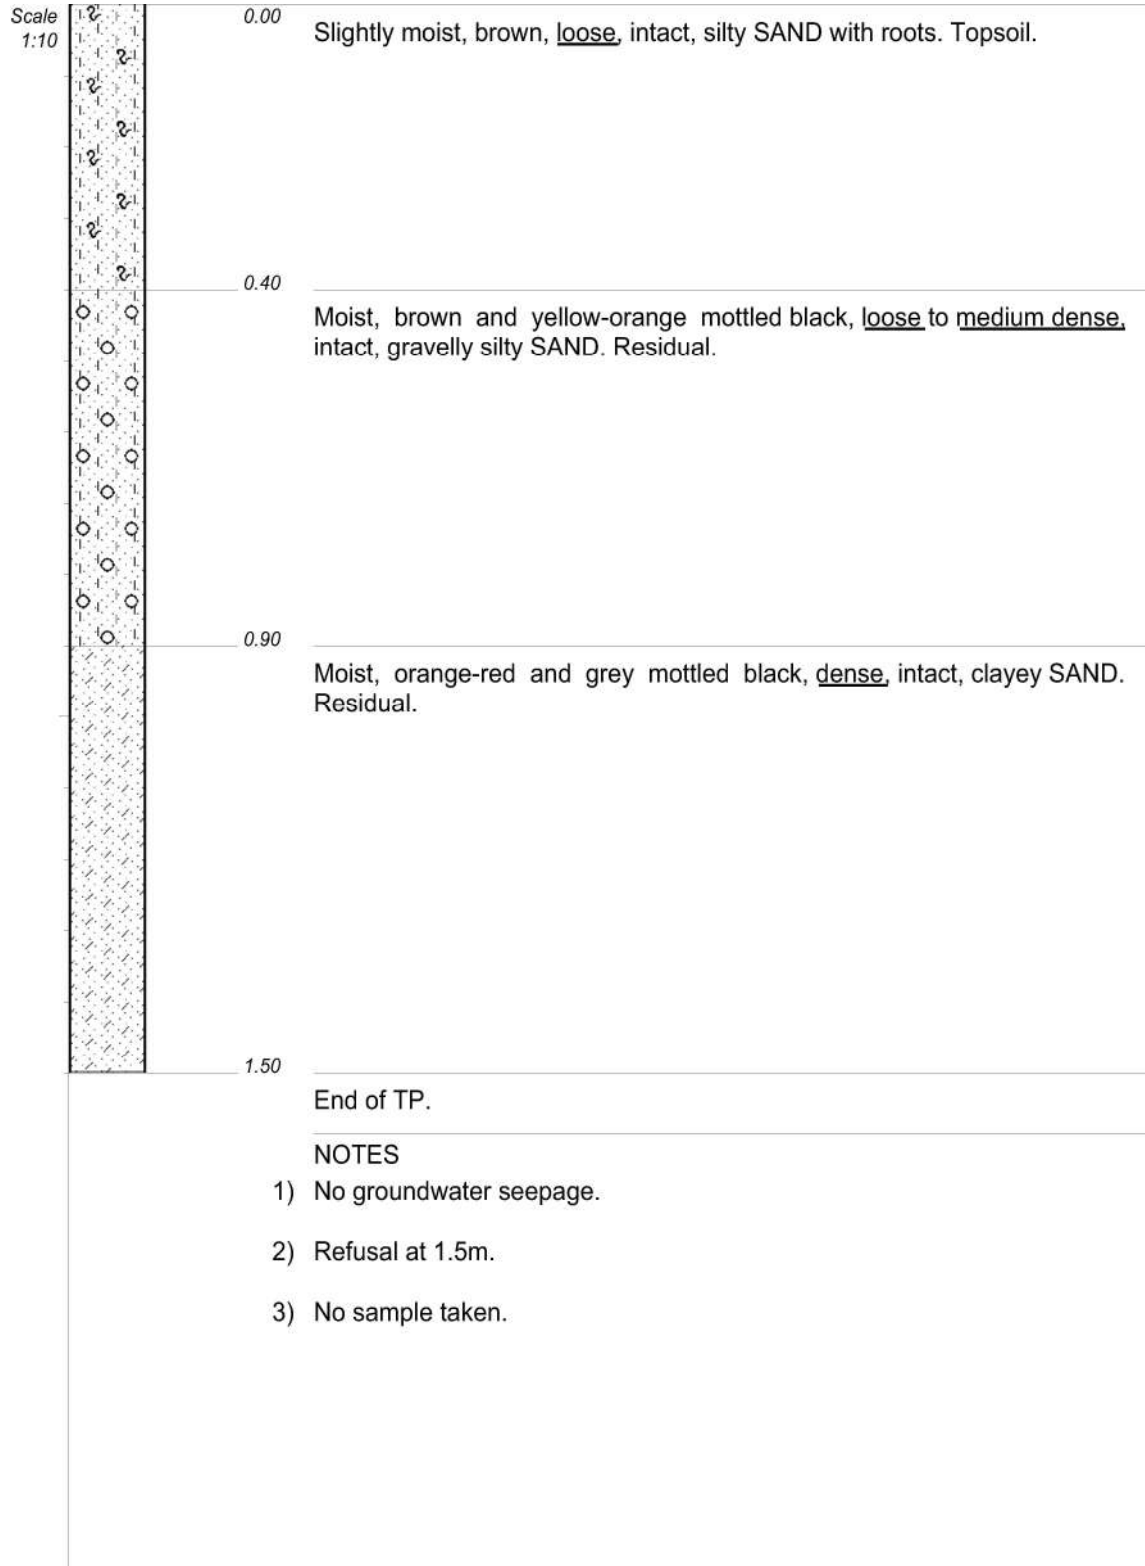 Scale
1:10
0.00
Slightly moist, brown, loose, intact, silty SAND with roots. Topsoil.
0.40
Moist, brown and yellow-orange mottled black, loose to medium dense,
intact, gravelly silty SAND. Residual.
0.90
Moist, orange-red and grey mottled black, dense, intact, clayey SAND.
Residual.
1.50
End of TP.
NOTES
1) No groundwater seepage.
2) Refusal at 1.5m.
3) No sample taken.